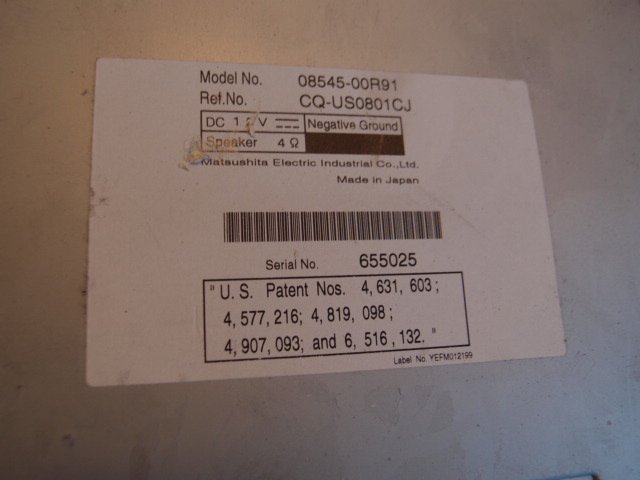 Model No. 08545-00R91
Ref.No. CQ-US0801CJ
DC 12V Negative Ground
Speaker 4 Ω
Matsushita Electric Industrial Co., Ltd.
Made in Japan
Serial No. 655025
"U.S. Patent Nos. 4,631,603;
4,577,216; 4,819,098;
4,907,093; and 6,516,132."
Label No. YEFM012199